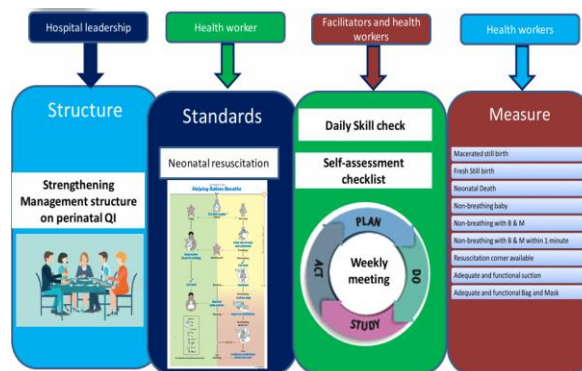 Hospital leadership
Health worker
Facilitators and health
workers
Health workers
Structure
Strengthening
Management structure
on perinatal QI
Standards
Neonatal resuscitation
Helping Babies Breathe
Daily Skill check
Self-assessment
checklist
PLAN
DO
STUDY
ACT
Weekly
meeting
Measure
Macerated still birth
Fresh Still birth
Neonatal Death
Non-breathing baby
Non-breathing with B & M
Non-breathing with B & M within 1 minute
Resuscitation corner available
Adequate and functional suction
Adequate and functional Bag and Mask